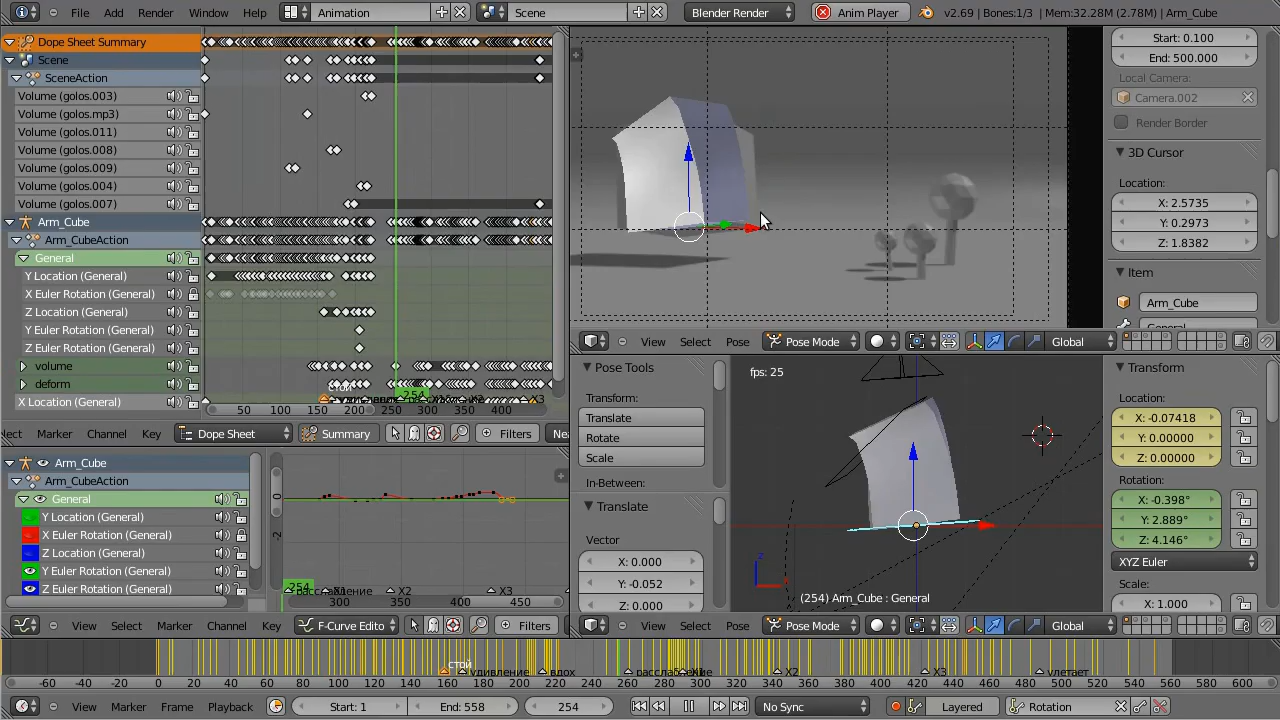 File Add Render Window Help Animation Scene Blender Render Anim Player v2.69 | Bones:1/3 | Mem:32.28M (2.78M) | Arm_Cube
Dope Sheet Summary
Scene
SceneAction
Volume (golos.003)
Volume (golos.mp3)
Volume (golos.011)
Volume (golos.008)
Volume (golos.009)
Volume (golos.004)
Volume (golos.007)
Arm_Cube
Arm_CubeAction
General
Y Location (General)
X Euler Rotation (General)
Z Location (General)
Y Euler Rotation (General)
Z Euler Rotation (General)
volume
deform
X Location (General)
стой
254
X2
X3
50 100 150 200 250 300 350 400
lect Marker Channel Key Dope Sheet Summary Filters Nea
Start: 0.100
End: 500.000
Local Camera:
Camera.002
Render Border
3D Cursor
Location:
X: 2.5735
Y: 0.2973
Z: 1.8382
Item
Arm_Cube
General
View Select Pose Pose Mode Global
Arm_Cube
Arm_CubeAction
General
Y Location (General)
X Euler Rotation (General)
Z Location (General)
Y Euler Rotation (General)
Z Euler Rotation (General)
0
-2
254
расслабление
X2
X3
300 350 400 450
View Select Marker Channel Key F-Curve Edito Filters
Pose Tools
Transform:
Translate
Rotate
Scale
In-Between:
Translate
Vector
X: 0.000
Y: -0.052
Z: 0.000
fps: 25
z
(254) Arm_Cube : General
Transform
Location:
X: -0.07418
Y: 0.00000
Z: 0.00000
Rotation:
X: -0.398°
Y: 2.889°
Z: 4.146°
XYZ Euler
Scale:
X: 1.000
View Select Pose Pose Mode Global
стой
удивление
вдох
расслабление
X2
X3
улетает
-60 -40 -20 0 20 40 60 80 100 120 140 160 180 200 220 240 260 280 300 320 340 360 380 400 420 440 460 480 500 520 540 560 580 600
View Marker Frame Playback Start: 1 End: 558 254 No Sync Layered Rotation